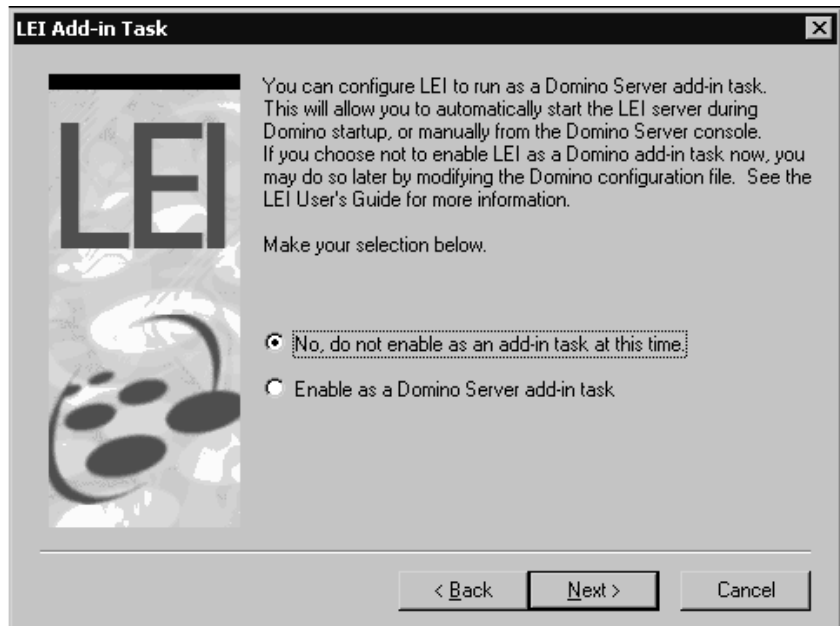 LEI Add-in Task
LEI
You can configure LEI to run as a Domino Server add-in task.
This will allow you to automatically start the LEI server during
Domino startup, or manually from the Domino Server console.
If you choose not to enable LEI as a Domino add-in task now, you
may do so later by modifying the Domino configuration file.  See the
LEI User's Guide for more information.
Make your selection below.
No, do not enable as an add-in task at this time.
Enable as a Domino Server add-in task
< Back
Next >
Cancel